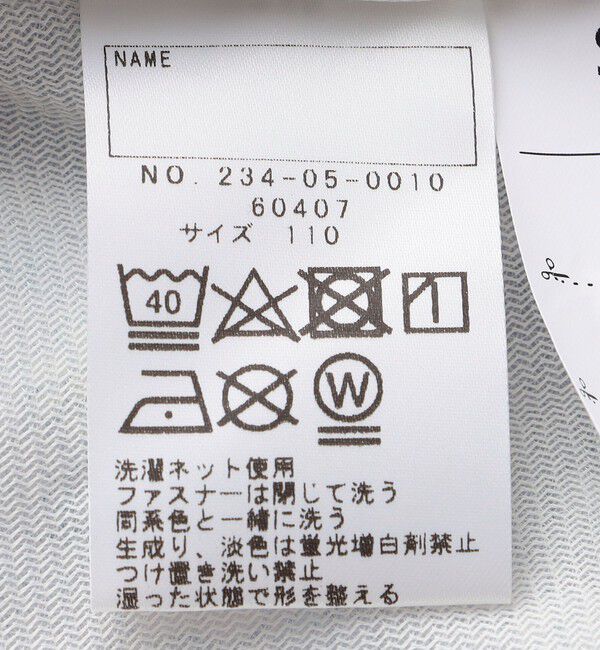 NAME
NO. 234-05-0010
60407
サイズ 110
40
W
洗濯ネット使用
ファスナーは閉じて洗う
同系色と一緒に洗う
生成り、淡色は蛍光増白剤禁止
つけ置き洗い禁止
湿った状態で形を整える